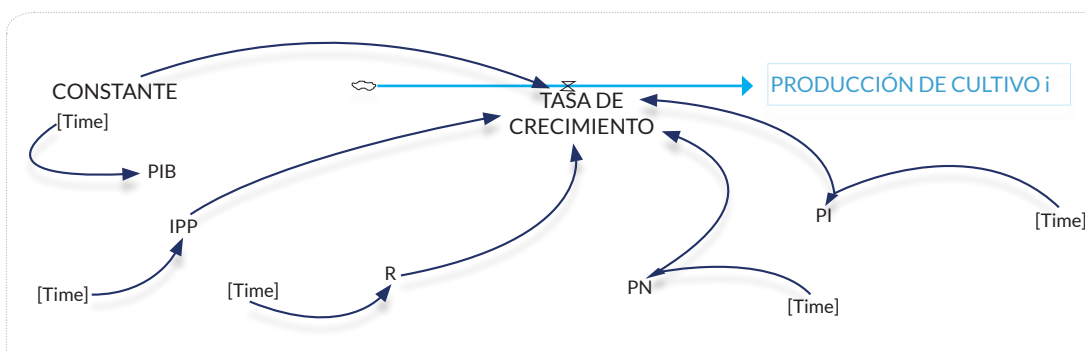 CONSTANTE
PRODUCCIÓN DE CULTIVO i
TASA DE
CRECIMIENTO
[Time]
PIB
IPP
PI
[Time]
[Time]
[Time]
R
PN
[Time]